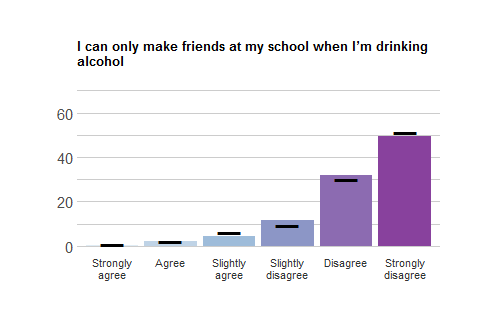 I can only make friends at my school when I'm drinking
alcohol
60
40
20
0
Strongly
agree
Agree
Slightly
agree
Slightly
disagree
Disagree
Strongly
disagree